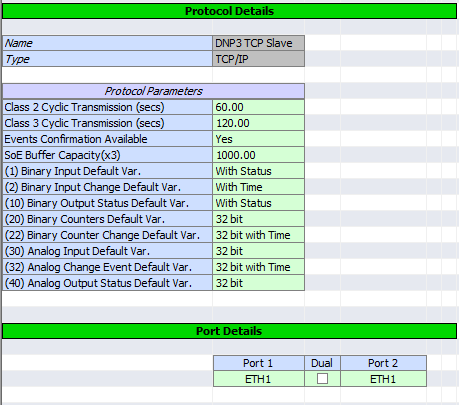 Protocol Details
Name DNP3 TCP Slave
Type TCP/IP
Protocol Parameters
Class 2 Cyclic Transmission (secs) 60.00
Class 3 Cyclic Transmission (secs) 120.00
Events Confirmation Available Yes
SoE Buffer Capacity(x3) 1000.00
(1) Binary Input Default Var. With Status
(2) Binary Input Change Default Var. With Time
(10) Binary Output Status Default Var. With Status
(20) Binary Counters Default Var. 32 bit
(22) Binary Counter Change Default Var. 32 bit with Time
(30) Analog Input Default Var. 32 bit
(32) Analog Change Event Default Var. 32 bit with Time
(40) Analog Output Status Default Var. 32 bit
Port Details
Port 1 Dual Port 2
ETH1 ETH1